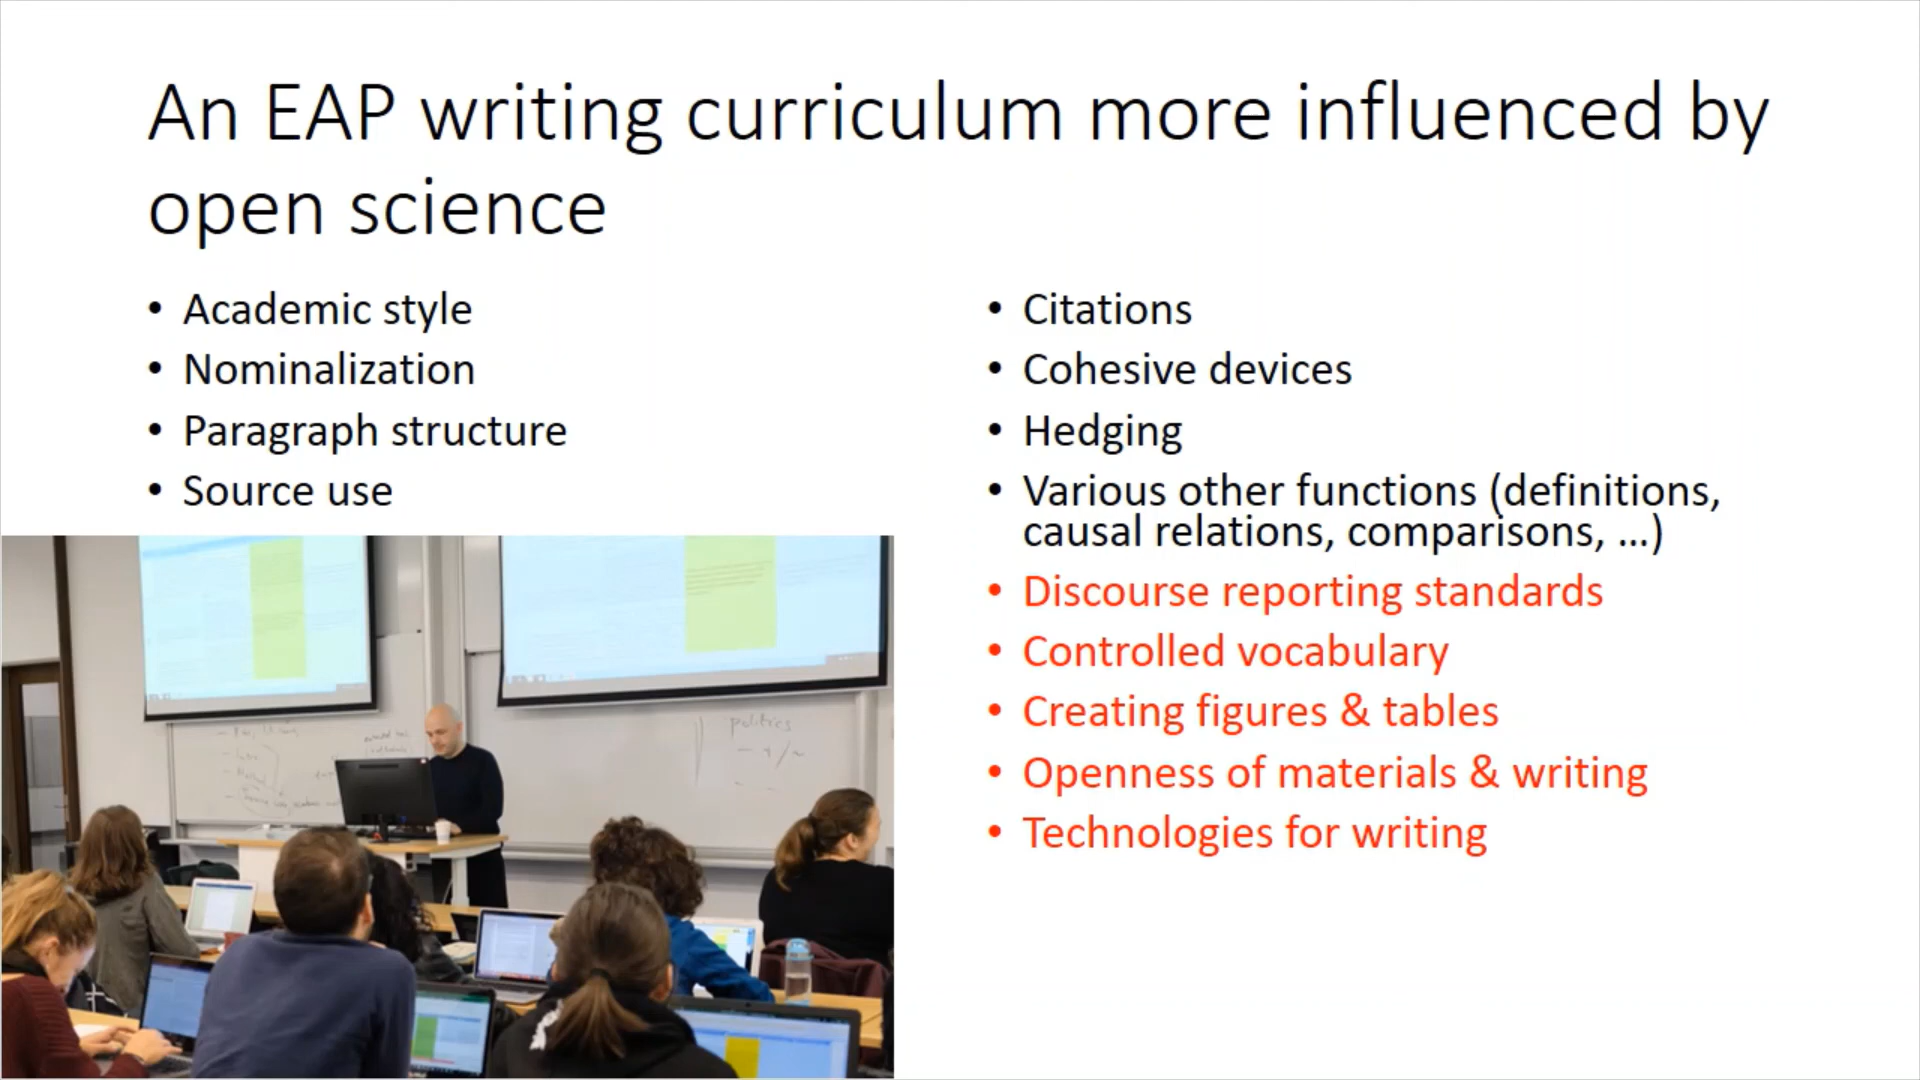 An EAP writing curriculum more influenced by
open science
• Academic style
• Nominalization
• Paragraph structure
• Source use
• Citations
• Cohesive devices
• Hedging
• Various other functions (definitions,
causal relations, comparisons, ...)
• Discourse reporting standards
• Controlled vocabulary
• Creating figures & tables
• Openness of materials & writing
• Technologies for writing
politics